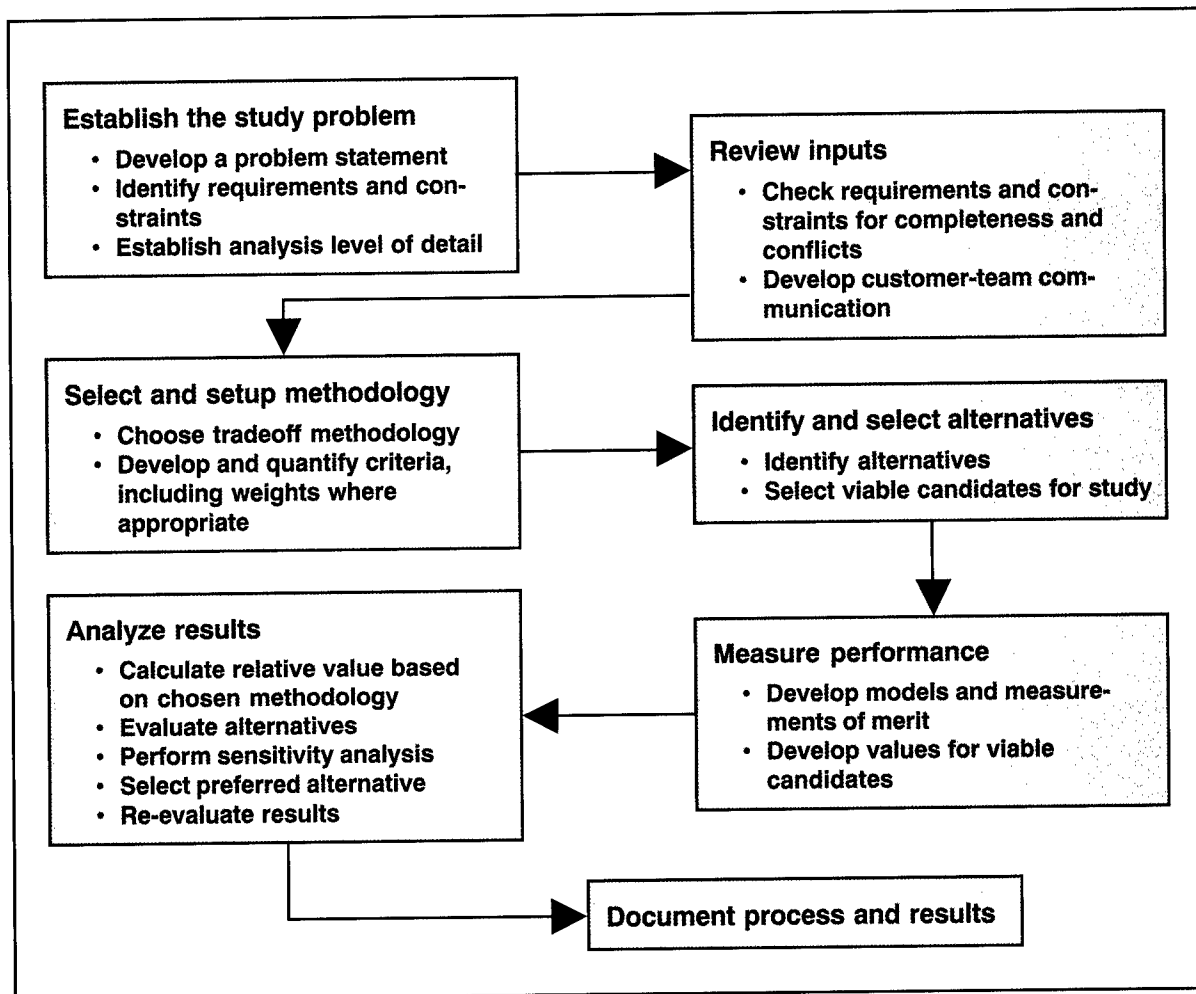 Establish the study problem
• Develop a problem statement
• Identify requirements and con-
straints
• Establish analysis level of detail
Review inputs
• Check requirements and con-
straints for completeness and
conflicts
• Develop customer-team com-
munication
Select and setup methodology
• Choose tradeoff methodology
• Develop and quantify criteria,
including weights where
appropriate
Identify and select alternatives
• Identify alternatives
• Select viable candidates for study
Measure performance
• Develop models and measure-
ments of merit
• Develop values for viable
candidates
Analyze results
• Calculate relative value based
on chosen methodology
• Evaluate alternatives
• Perform sensitivity analysis
• Select preferred alternative
• Re-evaluate results
Document process and results